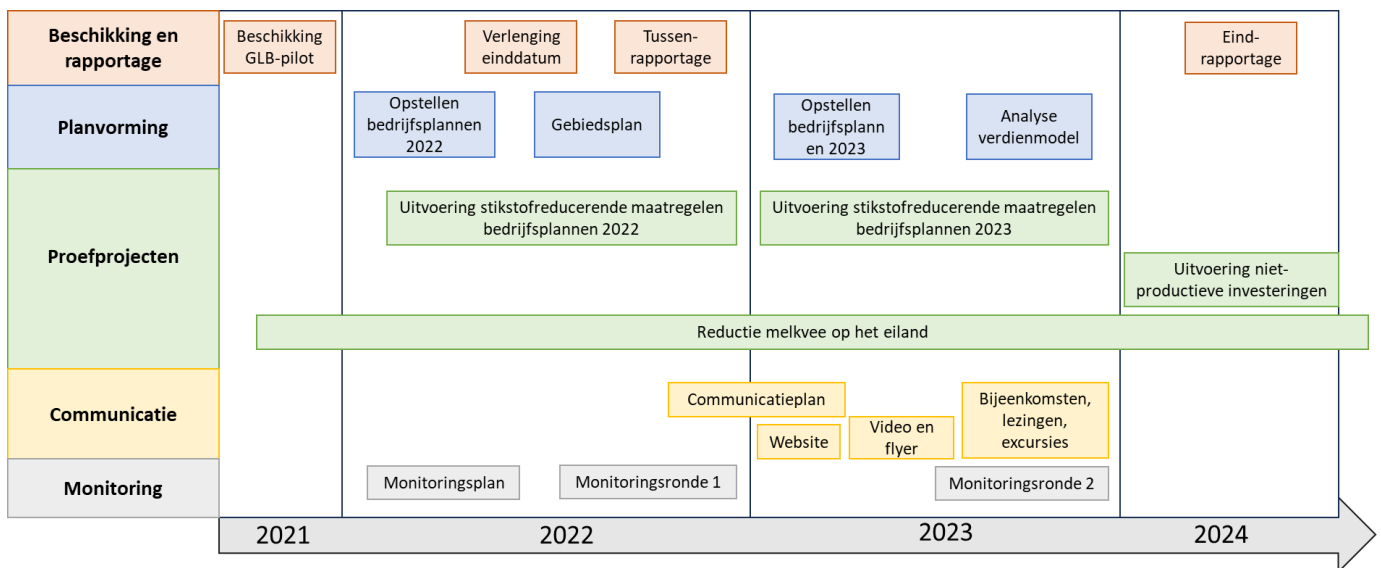 Beschikking en
rapportage
Beschikking
GLB-pilot
Verlenging
einddatum
Tussen-
rapportage
Eind-
rapportage
Planvorming
Opstellen
bedrijfsplannen
2022
Gebiedsplan
Opstellen
bedrijfsplann
en 2023
Analyse
verdienmodel
Proefprojecten
Uitvoering stikstofreducerende maatregelen
bedrijfsplannen 2022
Uitvoering stikstofreducerende maatregelen
bedrijfsplannen 2023
Uitvoering niet-
productieve investeringen
Reductie melkvee op het eiland
Communicatie
Communicatieplan
Website
Video en
flyer
Bijeenkomsten,
lezingen,
excursies
Monitoring
Monitoringsplan
Monitoringsronde 1
Monitoringsronde 2
2021
2022
2023
2024